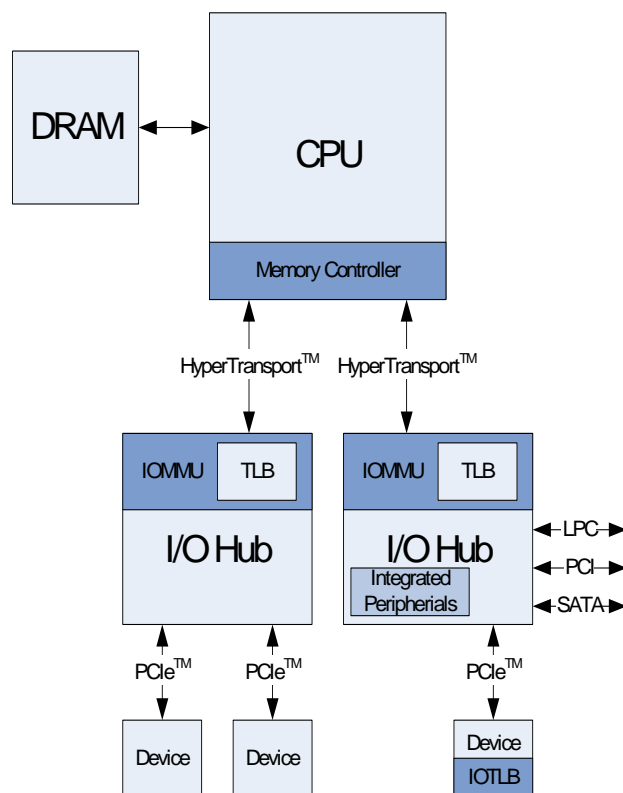 DRAM
CPU
Memory Controller
HyperTransport™
HyperTransport™
IOMMU
TLB
I/O Hub
IOMMU
TLB
I/O Hub
Integrated
Peripherials
LPC
PCI
SATA
PCIe™
PCIe™
PCIe™
Device
Device
Device
IOTLB